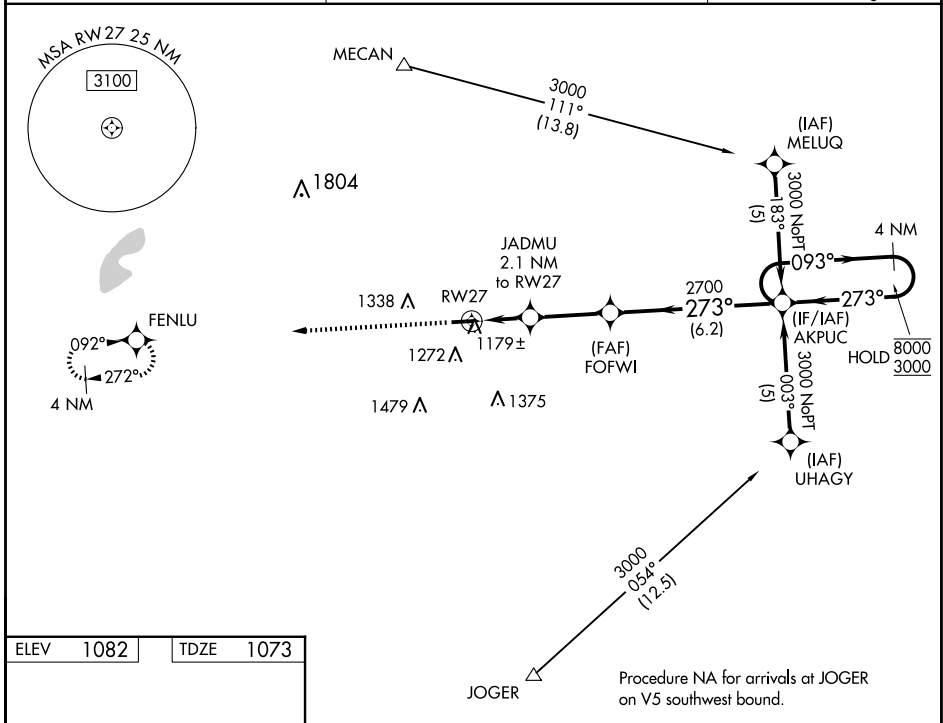 MSA RW27 25 NM
3100
MECAN
3000
111°
(13.8)
(IAF)
MELUQ
3000 NoPT
183°
(5)
4 NM
093°
1804
JADMU
2.1 NM
to RW27
RW27
1338
2700
273°
(6.2)
273°
(IF/IAF)
AKPUC
HOLD
8000
3000
FENLU
092°
272°
4 NM
1272
1179±
(FAF)
FOFWI
1479
1375
3000 NoPT
003°
(5)
(IAF)
UHAGY
3000
054°
(12.5)
ELEV 1082
TDZE 1073
JOGER
Procedure NA for arrivals at JOGER
on V5 southwest bound.